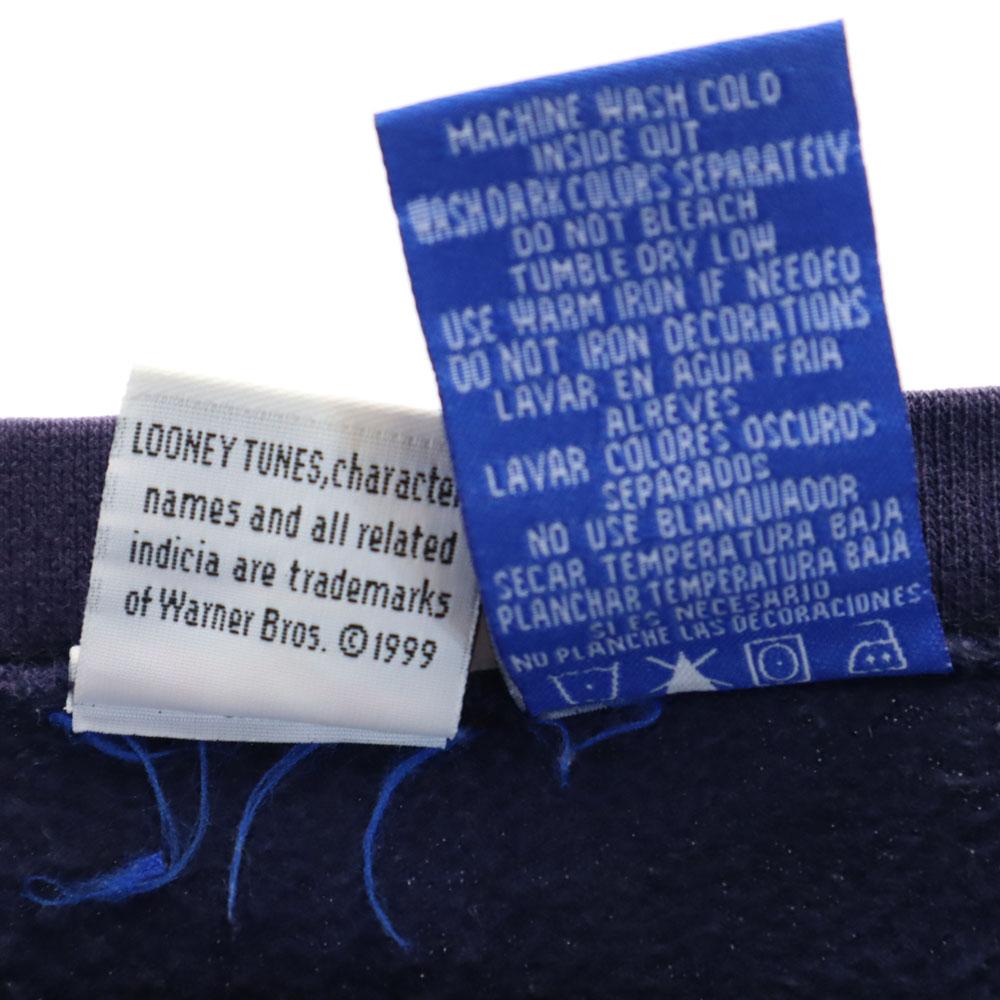 LOONEY TUNES, character
names and all related
indicia are trademarks
of Warner Bros. ©1999
MACHINE WASH COLD
INSIDE OUT
WASH DARK COLORS SEPARATELY
DO NOT BLEACH
TUMBLE DRY LOW
USE WARM IRON IF NEEDED
DO NOT IRON DECORATIONS
LAVAR EN AGUA FRIA
ALREVES
LAVAR COLORES OSCUROS
SEPARADOS
NO USE BLANQUIADOR
SECAR TEMPERATURA BAJA
PLANCHAR TEMPERATURA BAJA
SI ES NECESARIO
NO PLANCHE LAS DECORACIONES